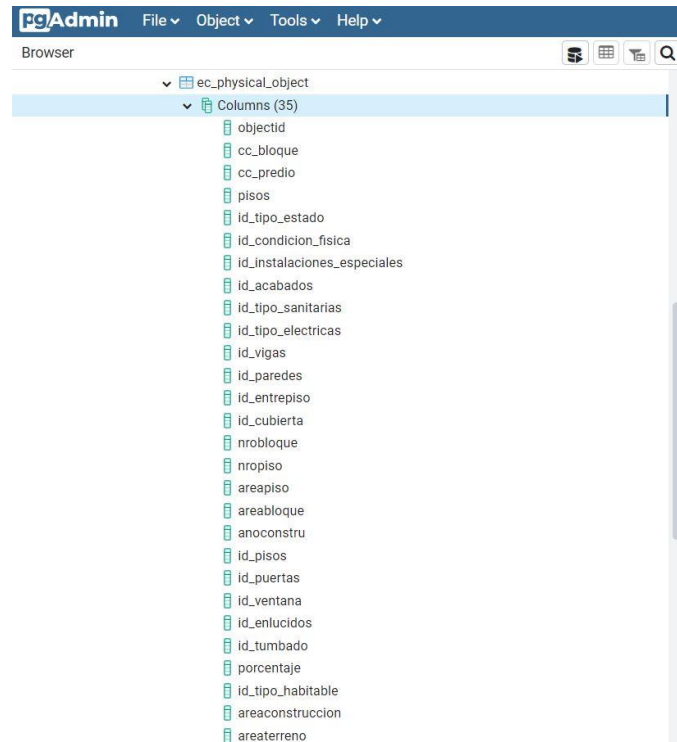 pgAdmin File Object Tools Help
Browser
ec_physical_object
Columns (35)
objectid
cc_bloque
cc_predio
pisos
id_tipo_estado
id_condicion_fisica
id_instalaciones_especiales
id_acabados
id_tipo_sanitarias
id_tipo_electricas
id_vigas
id_paredes
id_entrepiso
id_cubierta
nrobloque
nropiso
areapiso
areabloque
anoconstru
id_pisos
id_puertas
id_ventana
id_enlucidos
id_tumbado
porcentaje
id_tipo_habitable
areaconstruccion
areaterreno